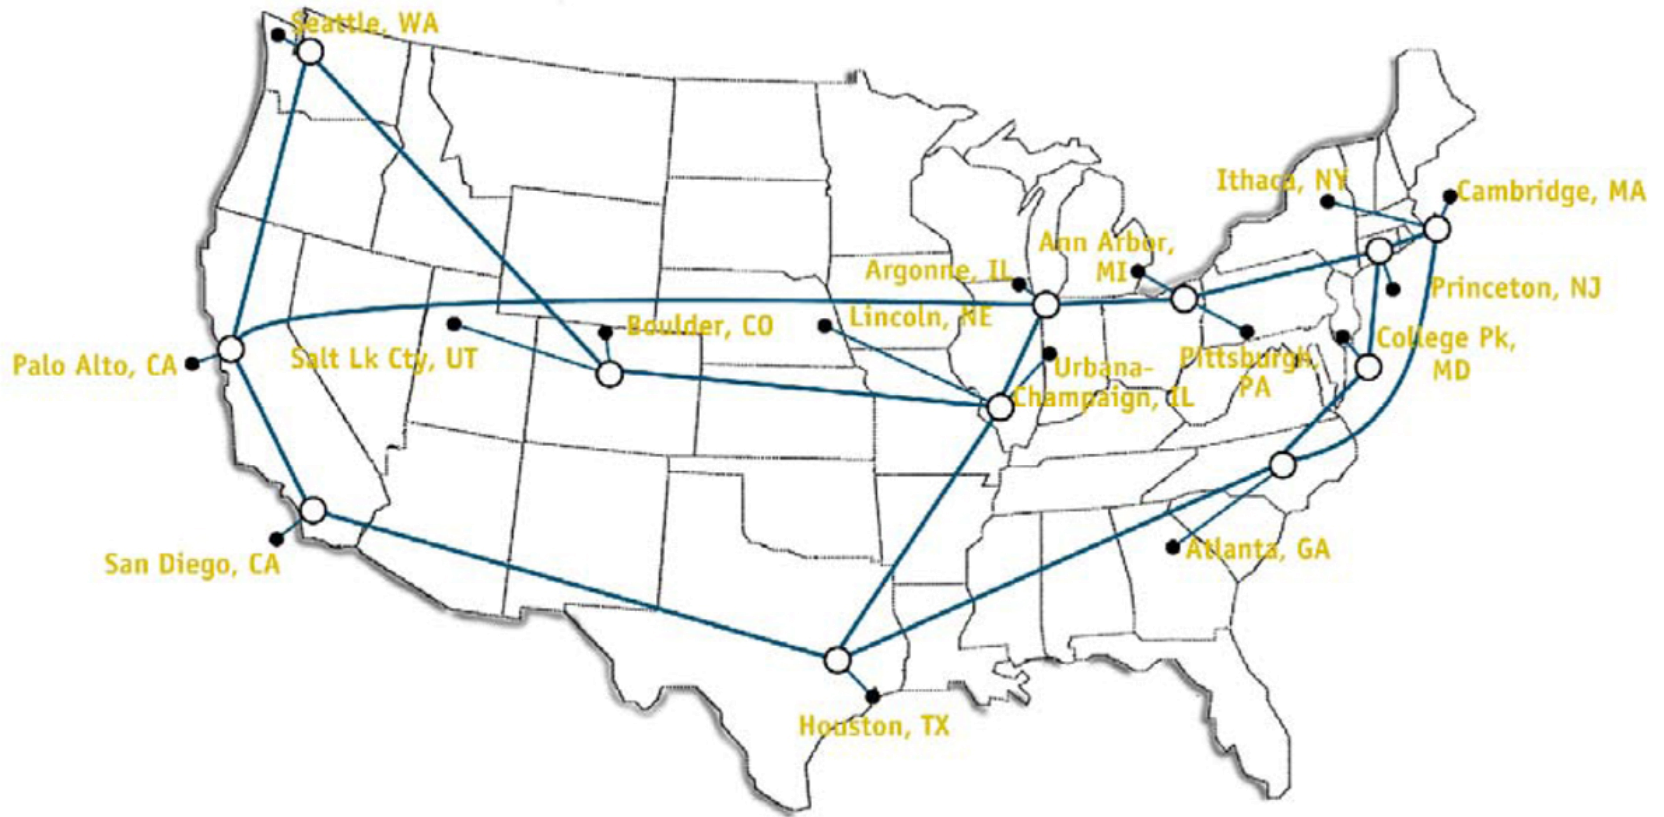 Seattle, WA
Ithaca, NY
Cambridge, MA
Ann Arbor,
MI
Argonne, IL
Princeton, NJ
Lincoln, NE
Boulder, CO
College Pk,
MD
Palo Alto, CA
Salt Lk Cty, UT
Pittsburgh,
PA
Urbana-
Champaign, IL
San Diego, CA
Atlanta, GA
Houston, TX